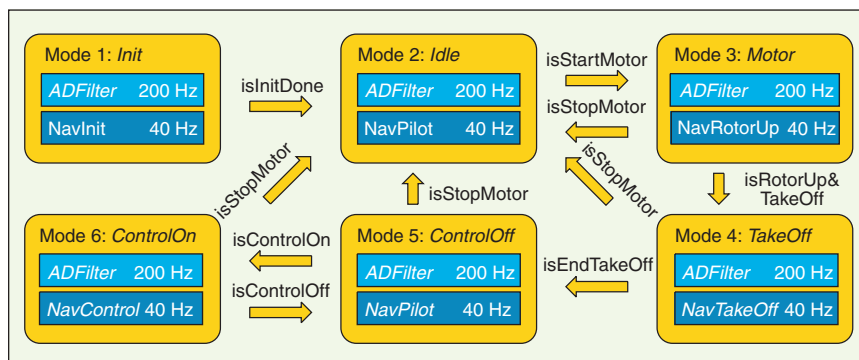 Mode 1: Init
ADFilter 200 Hz
NavInit 40 Hz
isInitDone
Mode 2: Idle
ADFilter 200 Hz
NavPilot 40 Hz
isStartMotor
isStopMotor
Mode 3: Motor
ADFilter 200 Hz
NavRotorUp 40 Hz
isStopMotor
isStopMotor
isStopMotor
isRotorUp&
TakeOff
Mode 6: ControlOn
ADFilter 200 Hz
NavControl 40 Hz
isControlOn
isControlOff
Mode 5: ControlOff
ADFilter 200 Hz
NavPilot 40 Hz
isEndTakeOff
Mode 4: TakeOff
ADFilter 200 Hz
NavTakeOff 40 Hz